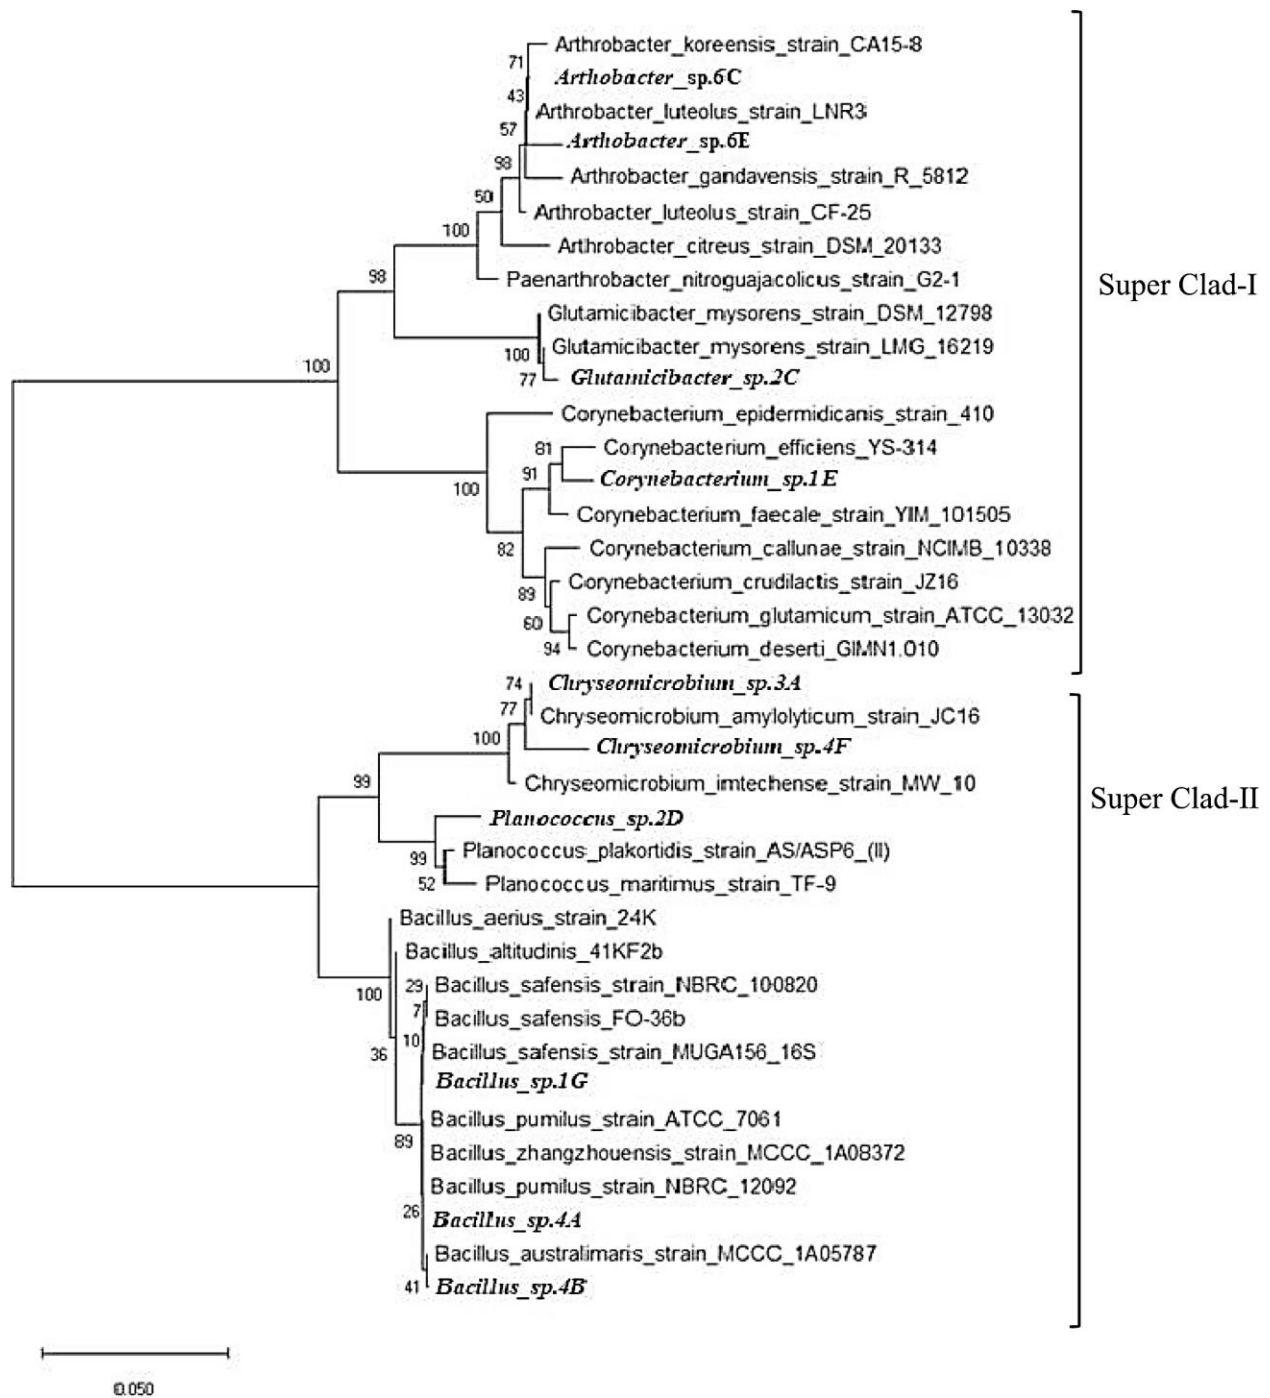 Arthrobacter_koreensis_strain_CA15-8
71
Arthobacter_sp.6C
43
Arthrobacter_luteolus_strain_LNR3
57
Arthobacter_sp.6E
98
Arthrobacter_gandavensis_strain_R_5812
50
Arthrobacter_luteolus_strain_CF-25
100
Arthrobacter_citreus_strain_DSM_20133
98
Paenarthrobacter_nitroguajacolicus_strain_G2-1
Super Clad-I
Glutamicibacter_mysorens_strain_DSM_12798
100
Glutamicibacter_mysorens_strain_LMG_16219
100
77
Glutamicibacter_sp.2C
Corynebacterium_epidermidicanis_strain_410
81
Corynebacterium_efficiens_YS-314
91
Corynebacterium_sp.1E
100
Corynebacterium_faecale_strain_YIM_101505
82
Corynebacterium_callunae_strain_NCIMB_10338
Corynebacterium_crudilactis_strain_JZ16
89
Corynebacterium_glutamicum_strain_ATCC_13032
60
94
Corynebacterium_deserti_GIMN1.010
74
Chryseomicrobium_sp.3A
77
Chryseomicrobium_amylolyticum_strain_JC16
100
Chryseomicrobium_sp.4F
99
Chryseomicrobium_imtechense_strain_MW_10
Super Clad-II
Planococcus_sp.2D
99
Planococcus_plakortidis_strain_AS/ASP6_(II)
52
Planococcus_maritimus_strain_TF-9
Bacillus_aerius_strain_24K
Bacillus_altitudinis_41KF2b
100
29
Bacillus_safensis_strain_NBRC_100820
7
Bacillus_safensis_FO-36b
36
10
Bacillus_safensis_strain_MUGA156_16S
Bacillus_sp.1G
Bacillus_pumilus_strain_ATCC_7061
89
Bacillus_zhangzhouensis_strain_MCCC_1A08372
Bacillus_pumilus_strain_NBRC_12092
26
Bacillus_sp.4A
Bacillus_australimaris_strain_MCCC_1A05787
41
Bacillus_sp.4B
0.050